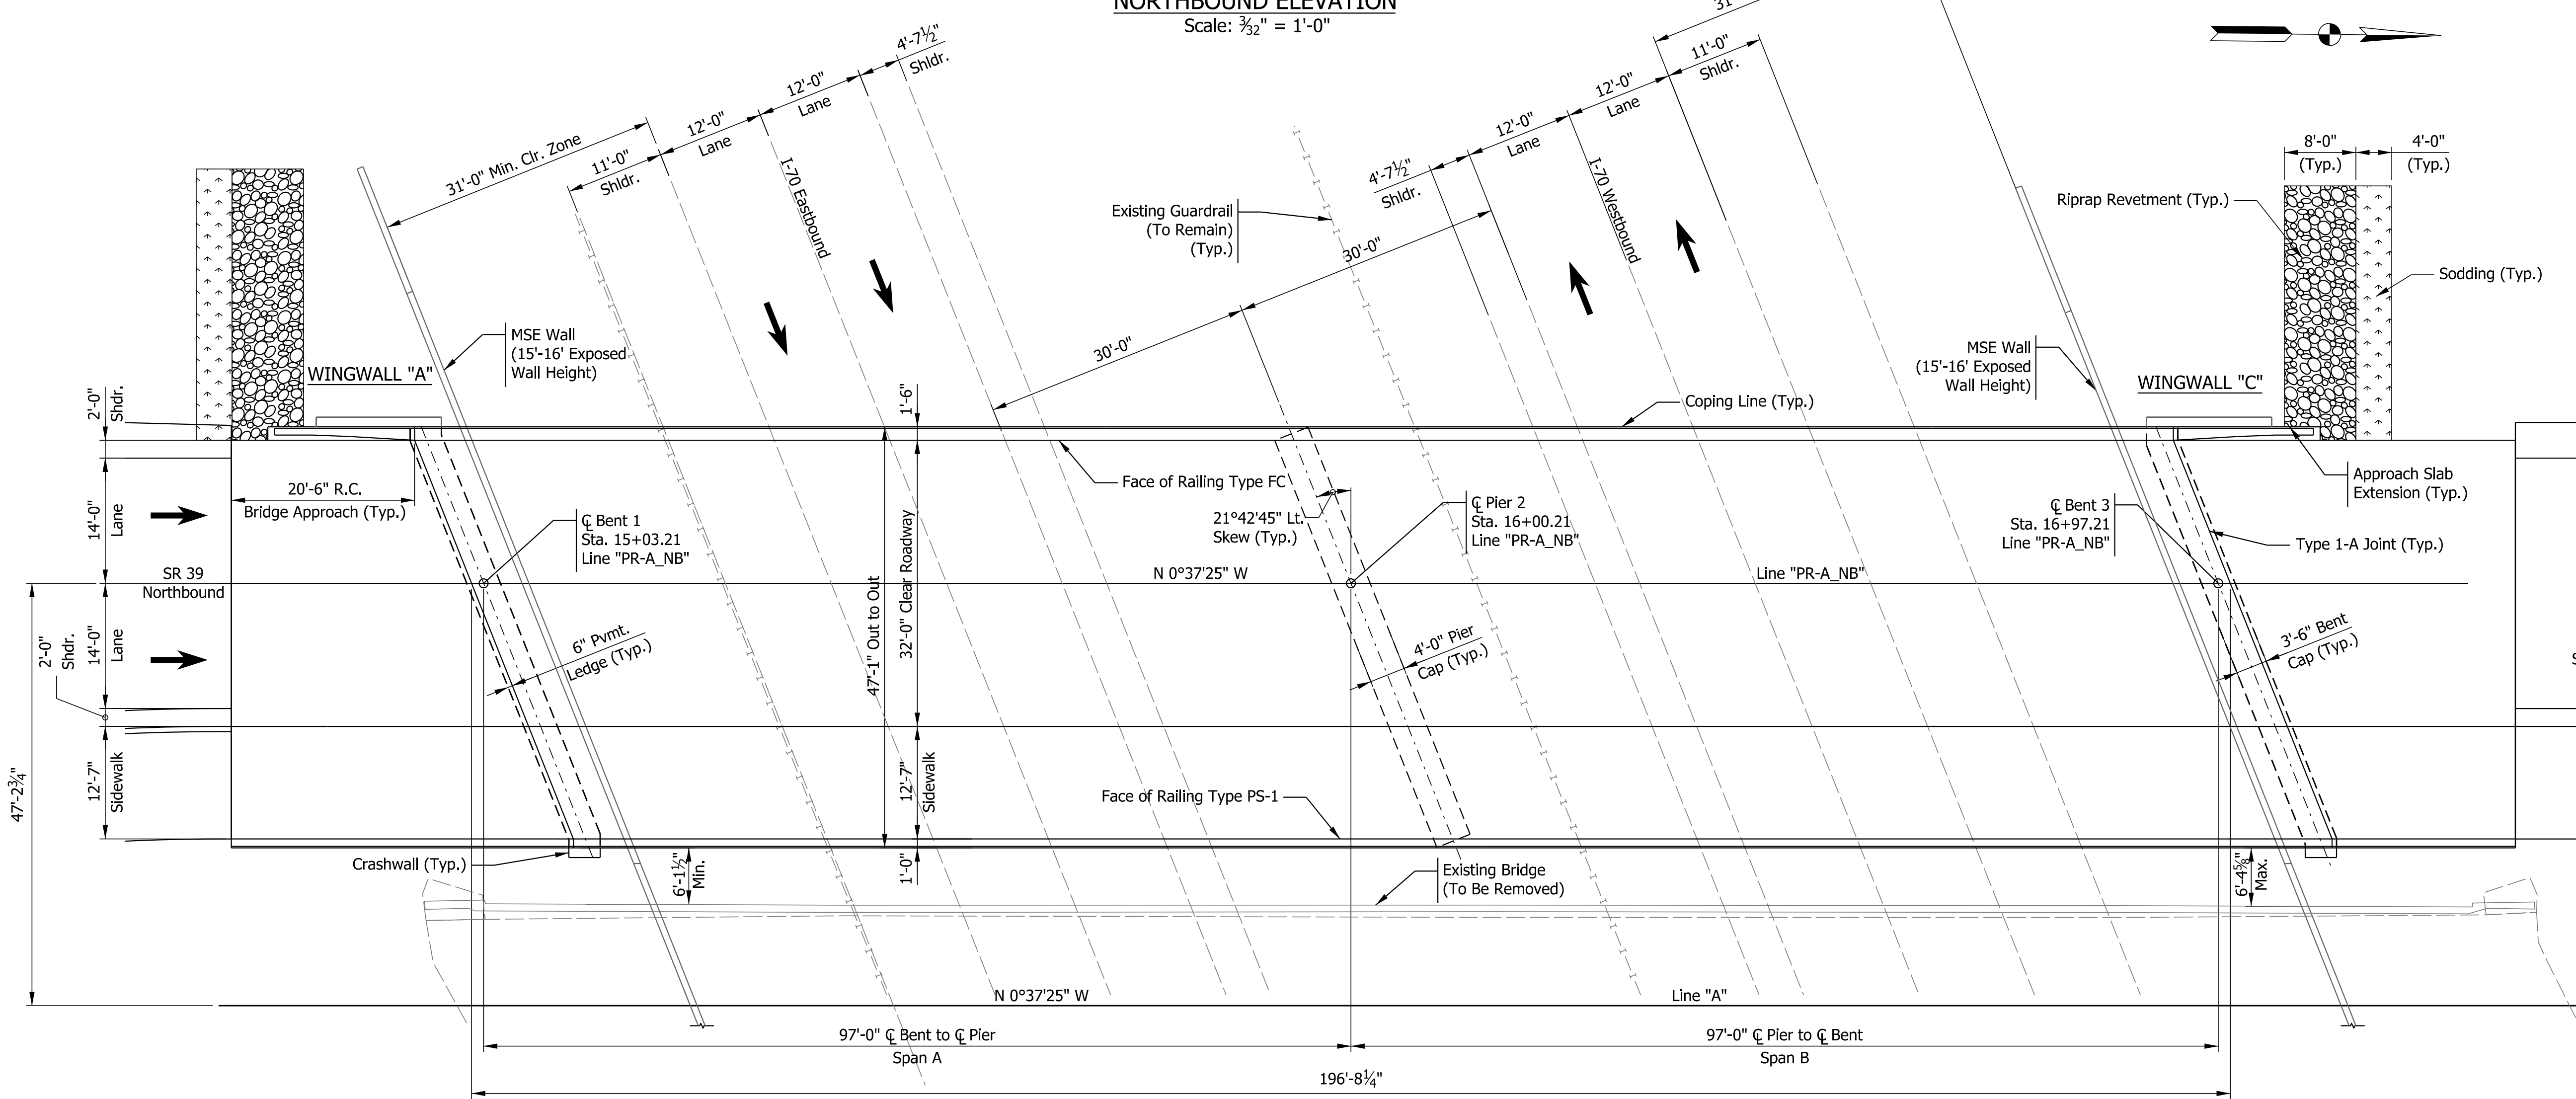 NORTHBOUND ELEVATION
Scale: 3⁄32" = 1'-0"
31'-0" Min. Clr. Zone
11'-0"
Shldr.
12'-0"
Lane
12'-0"
Lane
4'-7½"
Shldr.
I-70 Eastbound
Existing Guardrail
(To Remain)
(Typ.)
30'-0"
30'-0"
4'-7½"
Shldr.
12'-0"
Lane
12'-0"
Lane
11'-0"
Shldr.
31'
I-70 Westbound
8'-0"
(Typ.)
4'-0"
(Typ.)
Riprap Revetment (Typ.)
Sodding (Typ.)
MSE Wall
(15'-16' Exposed
Wall Height)
WINGWALL "A"
MSE Wall
(15'-16' Exposed
Wall Height)
WINGWALL "C"
2'-0"
Shdr.
1'-6"
Coping Line (Typ.)
Face of Railing Type FC
20'-6" R.C.
Bridge Approach (Typ.)
14'-0"
Lane
℄ Bent 1
Sta. 15+03.21
Line "PR-A_NB"
21°42'45" Lt.
Skew (Typ.)
℄ Pier 2
Sta. 16+00.21
Line "PR-A_NB"
℄ Bent 3
Sta. 16+97.21
Line "PR-A_NB"
Approach Slab
Extension (Typ.)
Type 1-A Joint (Typ.)
SR 39
Northbound
N 0°37'25" W
Line "PR-A_NB"
47'-1" Out to Out
32'-0" Clear Roadway
2'-0"
Shdr.
14'-0"
Lane
6" Pvmt.
Ledge (Typ.)
4'-0" Pier
Cap (Typ.)
3'-6" Bent
Cap (Typ.)
47'-2¾"
12'-7"
Sidewalk
12'-7"
Sidewalk
Face of Railing Type PS-1
Crashwall (Typ.)
6'-1½"
Min.
1'-0"
Existing Bridge
(To Be Removed)
6'-4⅝"
Max.
N 0°37'25" W
Line "A"
97'-0" ℄ Bent to ℄ Pier
Span A
97'-0" ℄ Pier to ℄ Bent
Span B
196'-8¼"